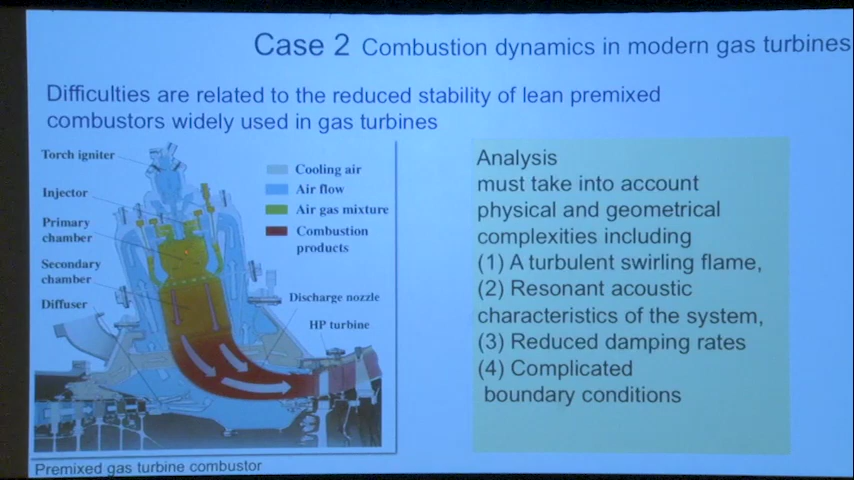 Case 2 Combustion dynamics in modern gas turbines
Difficulties are related to the reduced stability of lean premixed
combustors widely used in gas turbines
Torch igniter
Injector
Primary
chamber
Secondary
chamber
Diffuser
Cooling air
Air flow
Air gas mixture
Combustion
products
Discharge nozzle
HP turbine
Premixed gas turbine combustor
Analysis
must take into account
physical and geometrical
complexities including
(1) A turbulent swirling flame,
(2) Resonant acoustic
characteristics of the system,
(3) Reduced damping rates
(4) Complicated
boundary conditions